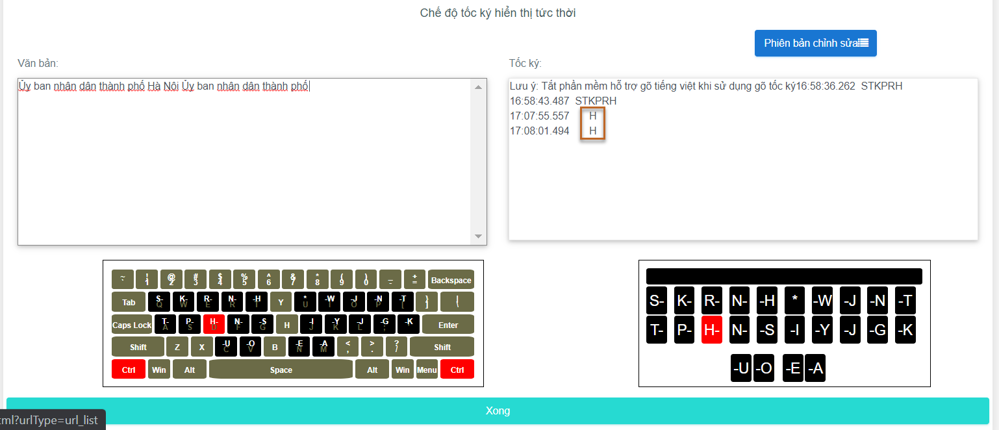 Chế độ tốc ký hiển thị tức thời
Phiên bản chỉnh sửa
Văn bản:
Tốc ký:
Ủy ban nhân dân thành phố Hà Nội Ủy ban nhân dân thành phố
Lưu ý: Tắt phần mềm hỗ trợ gõ tiếng việt khi sử dụng gõ tốc ký16:58:36.262 STKPRH
16:58:43.487 STKPRH
17:07:55.557 H
17:08:01.494 H
~ ` ! 1 @ 2 # 3 $ 4 % 5 ^ 6 & 7 * 8 ( 9 ) 0 _ - + = Backspace
Tab S- Q K- W R- E N- R -H T Y * U -W I -J O -N P -T [ } ] | \
Caps Lock T- A P- S H- D N- F -S G H -I J -Y K -J L -G ; -K Enter
Shift Z X -U C -O V B -E N -A M < , > . ? / Shift
Ctrl Win Alt Space Alt Win Menu Ctrl
S- K- R- N- -H * -W -J -N -T
T- P- H- N- -S -I -Y -J -G -K
-U -O -E -A
Xong
tml?urlType=url_list